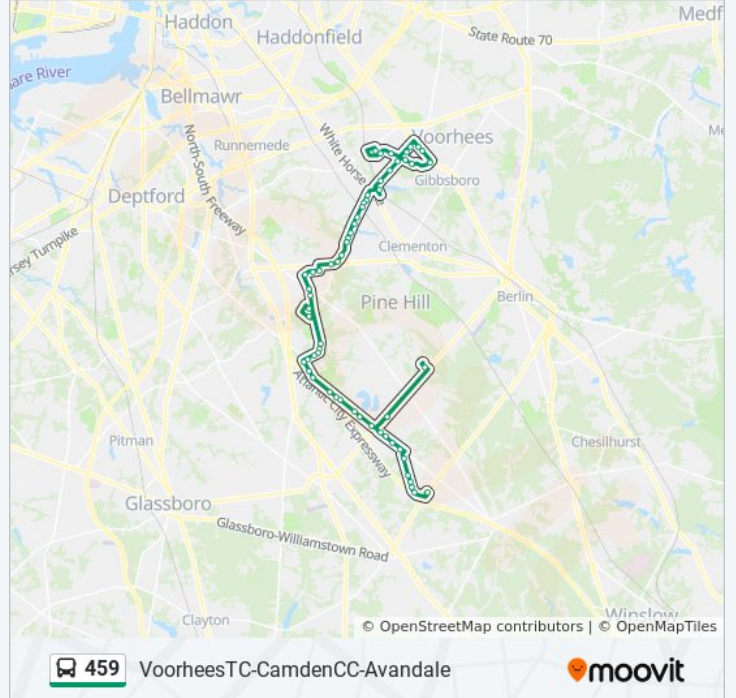 Medf
Haddon
State Route 70
Haddonfield
are River
Bellmawr
Voorhees
Me
Runnemede
White Horse
Gibbsboro
North-South Freeway
Deptford
Clementon
rsey Turnpike
Berlin
Pine Hill
Atlantic City Expressway
Pitman
Chesilhurst
Glassboro
Glassboro-Williamstown Road
Clayton
Winslow
© OpenStreetMap contributors | © OpenMapTiles
459 VoorheesTC-CamdenCC-Avandale
moovit